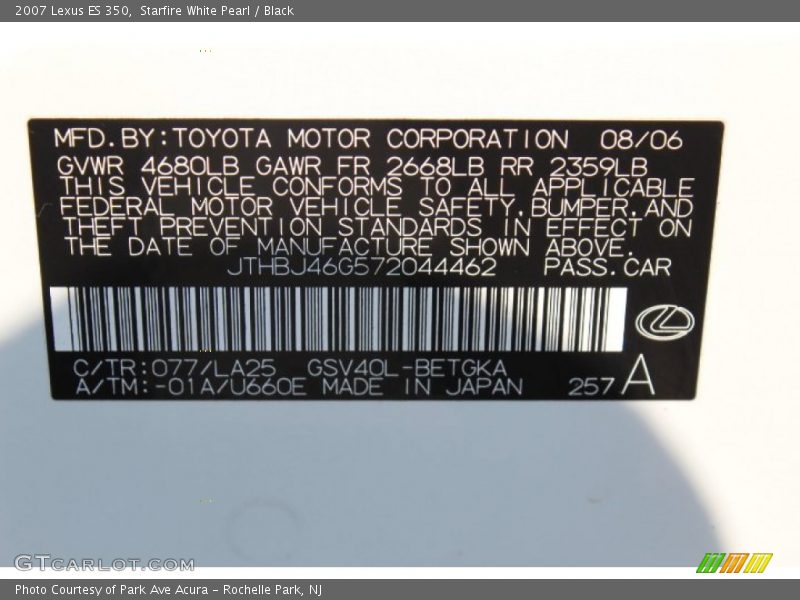 2007 Lexus ES 350, Starfire White Pearl / Black
MFD.BY:TOYOTA MOTOR CORPORATION 08/06
GVWR 4680LB GAWR FR 2668LB RR 2359LB
THIS VEHICLE CONFORMS TO ALL APPLICABLE
FEDERAL MOTOR VEHICLE SAFETY,BUMPER,AND
THEFT PREVENTION STANDARDS IN EFFECT ON
THE DATE OF MANUFACTURE SHOWN ABOVE.
JTHBJ46G572044462 PASS.CAR
C/TR:077/LA25 GSV40L-BETGKA
A/TM:-01A/U660E MADE IN JAPAN 257 A
GTCARLOT.COM
Photo Courtesy of Park Ave Acura - Rochelle Park, NJ